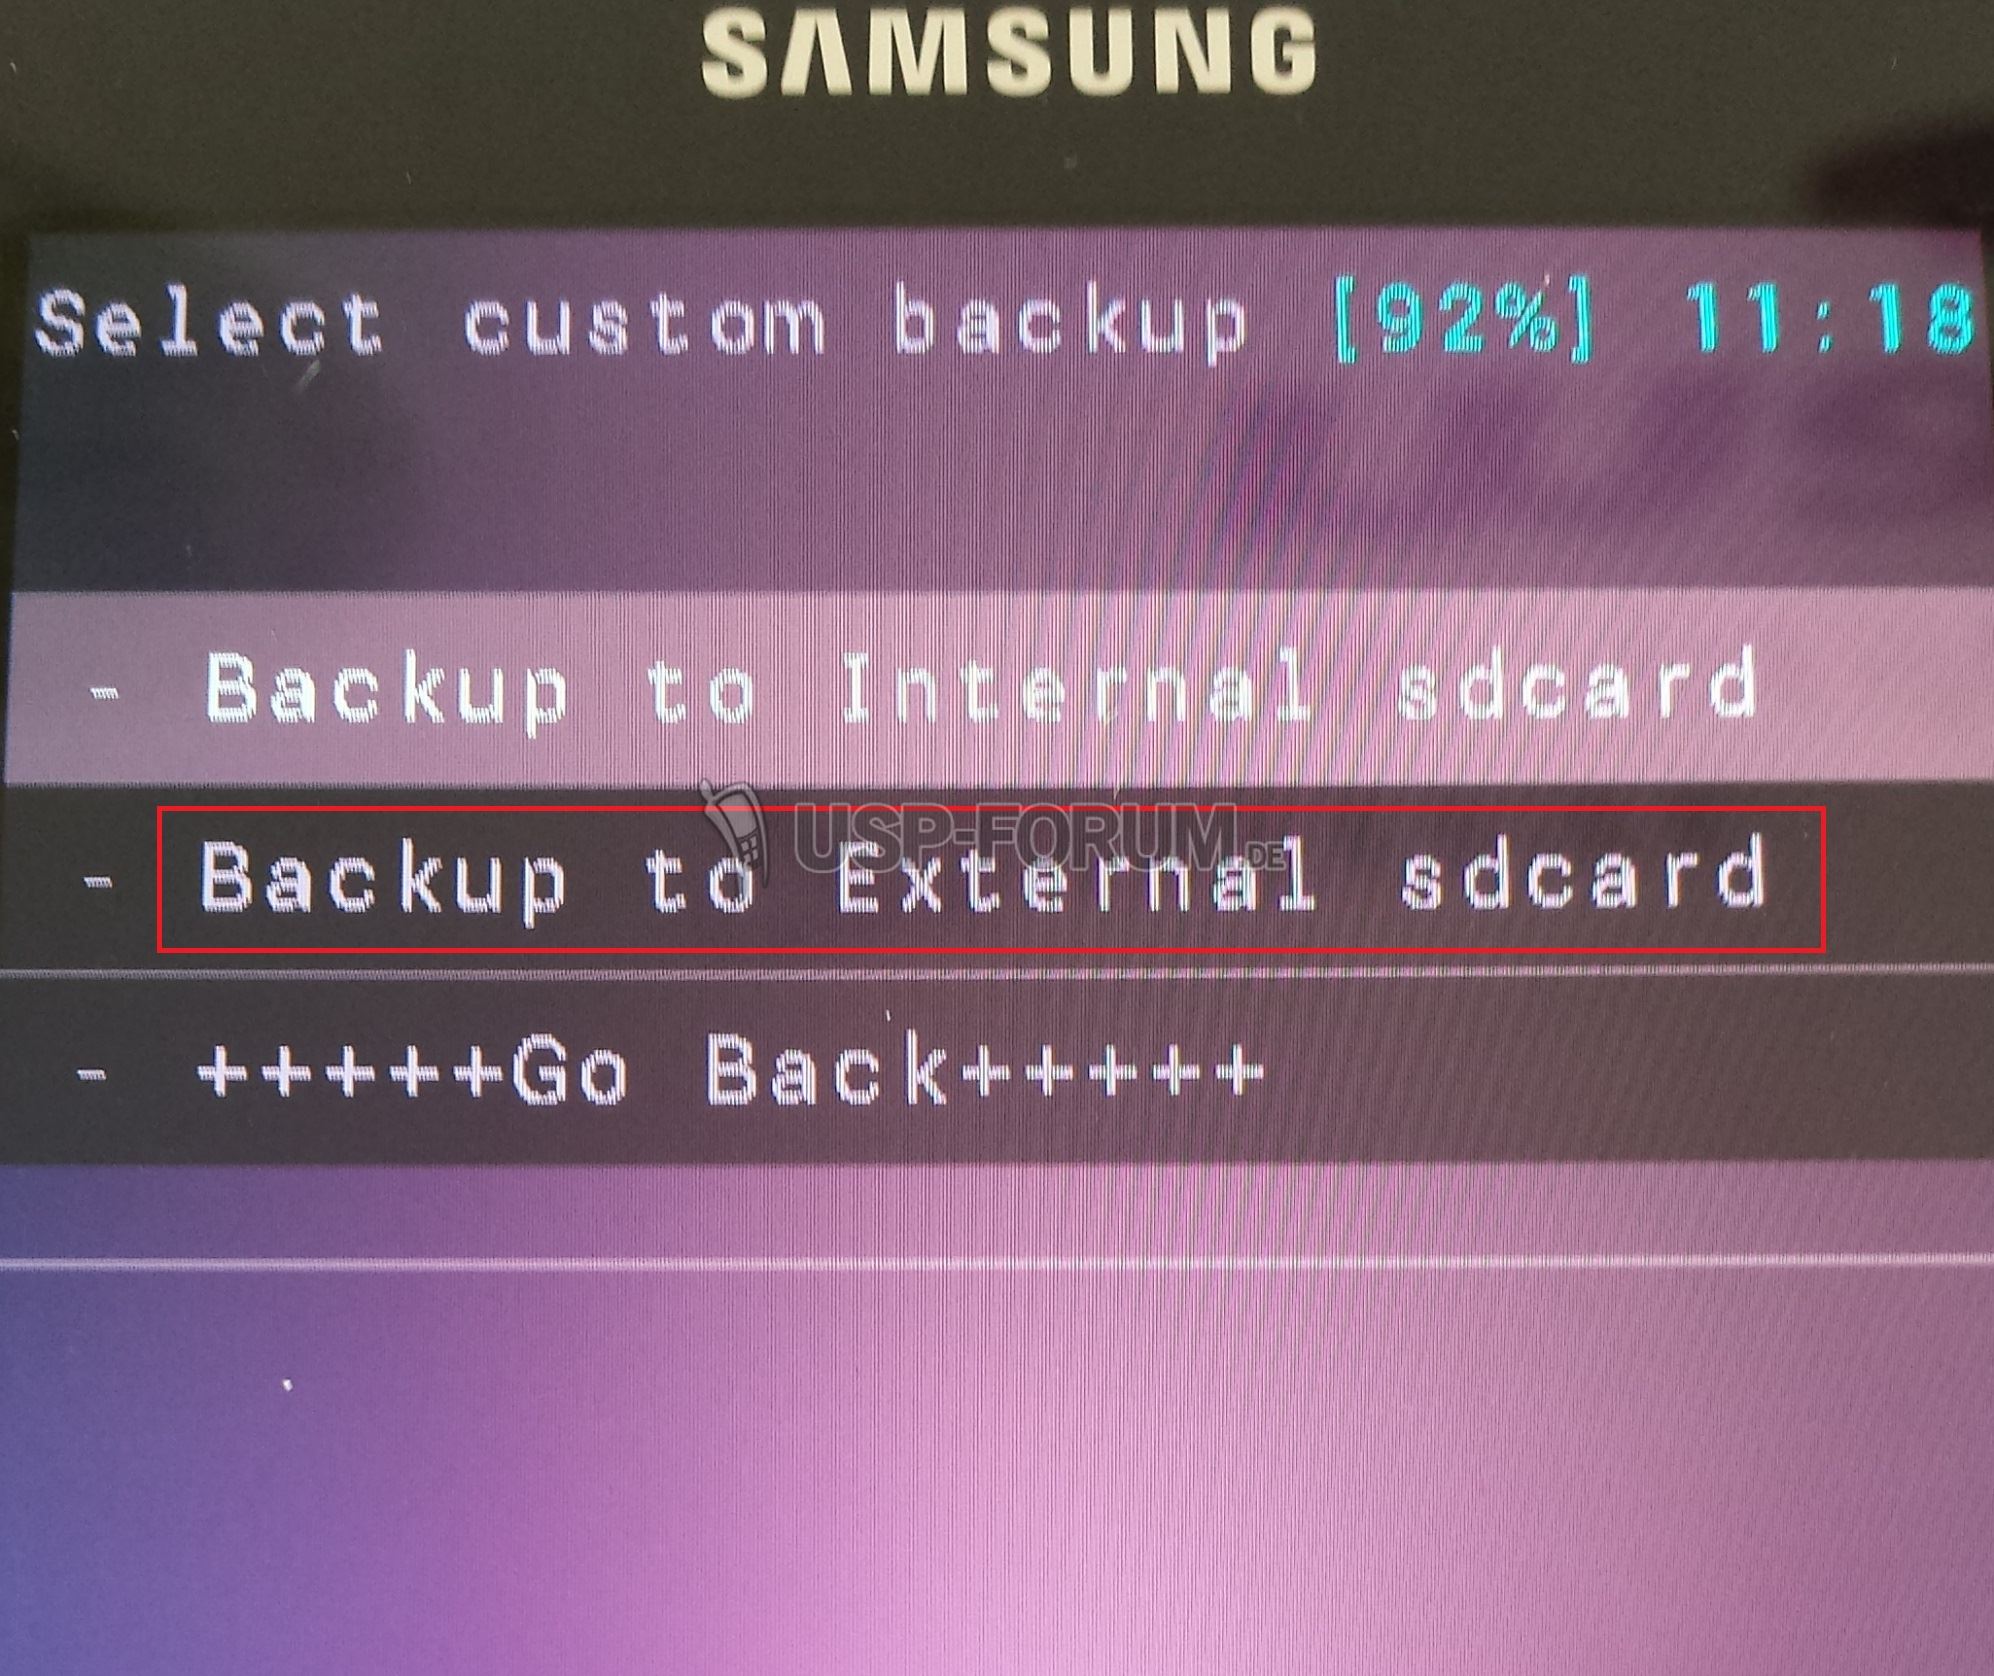 SAMSUNG
Select custom backup [92%] 11:18
- Backup to Internal sdcard
USP-FORUM.DE
- Backup to External sdcard
- +++++Go Back+++++